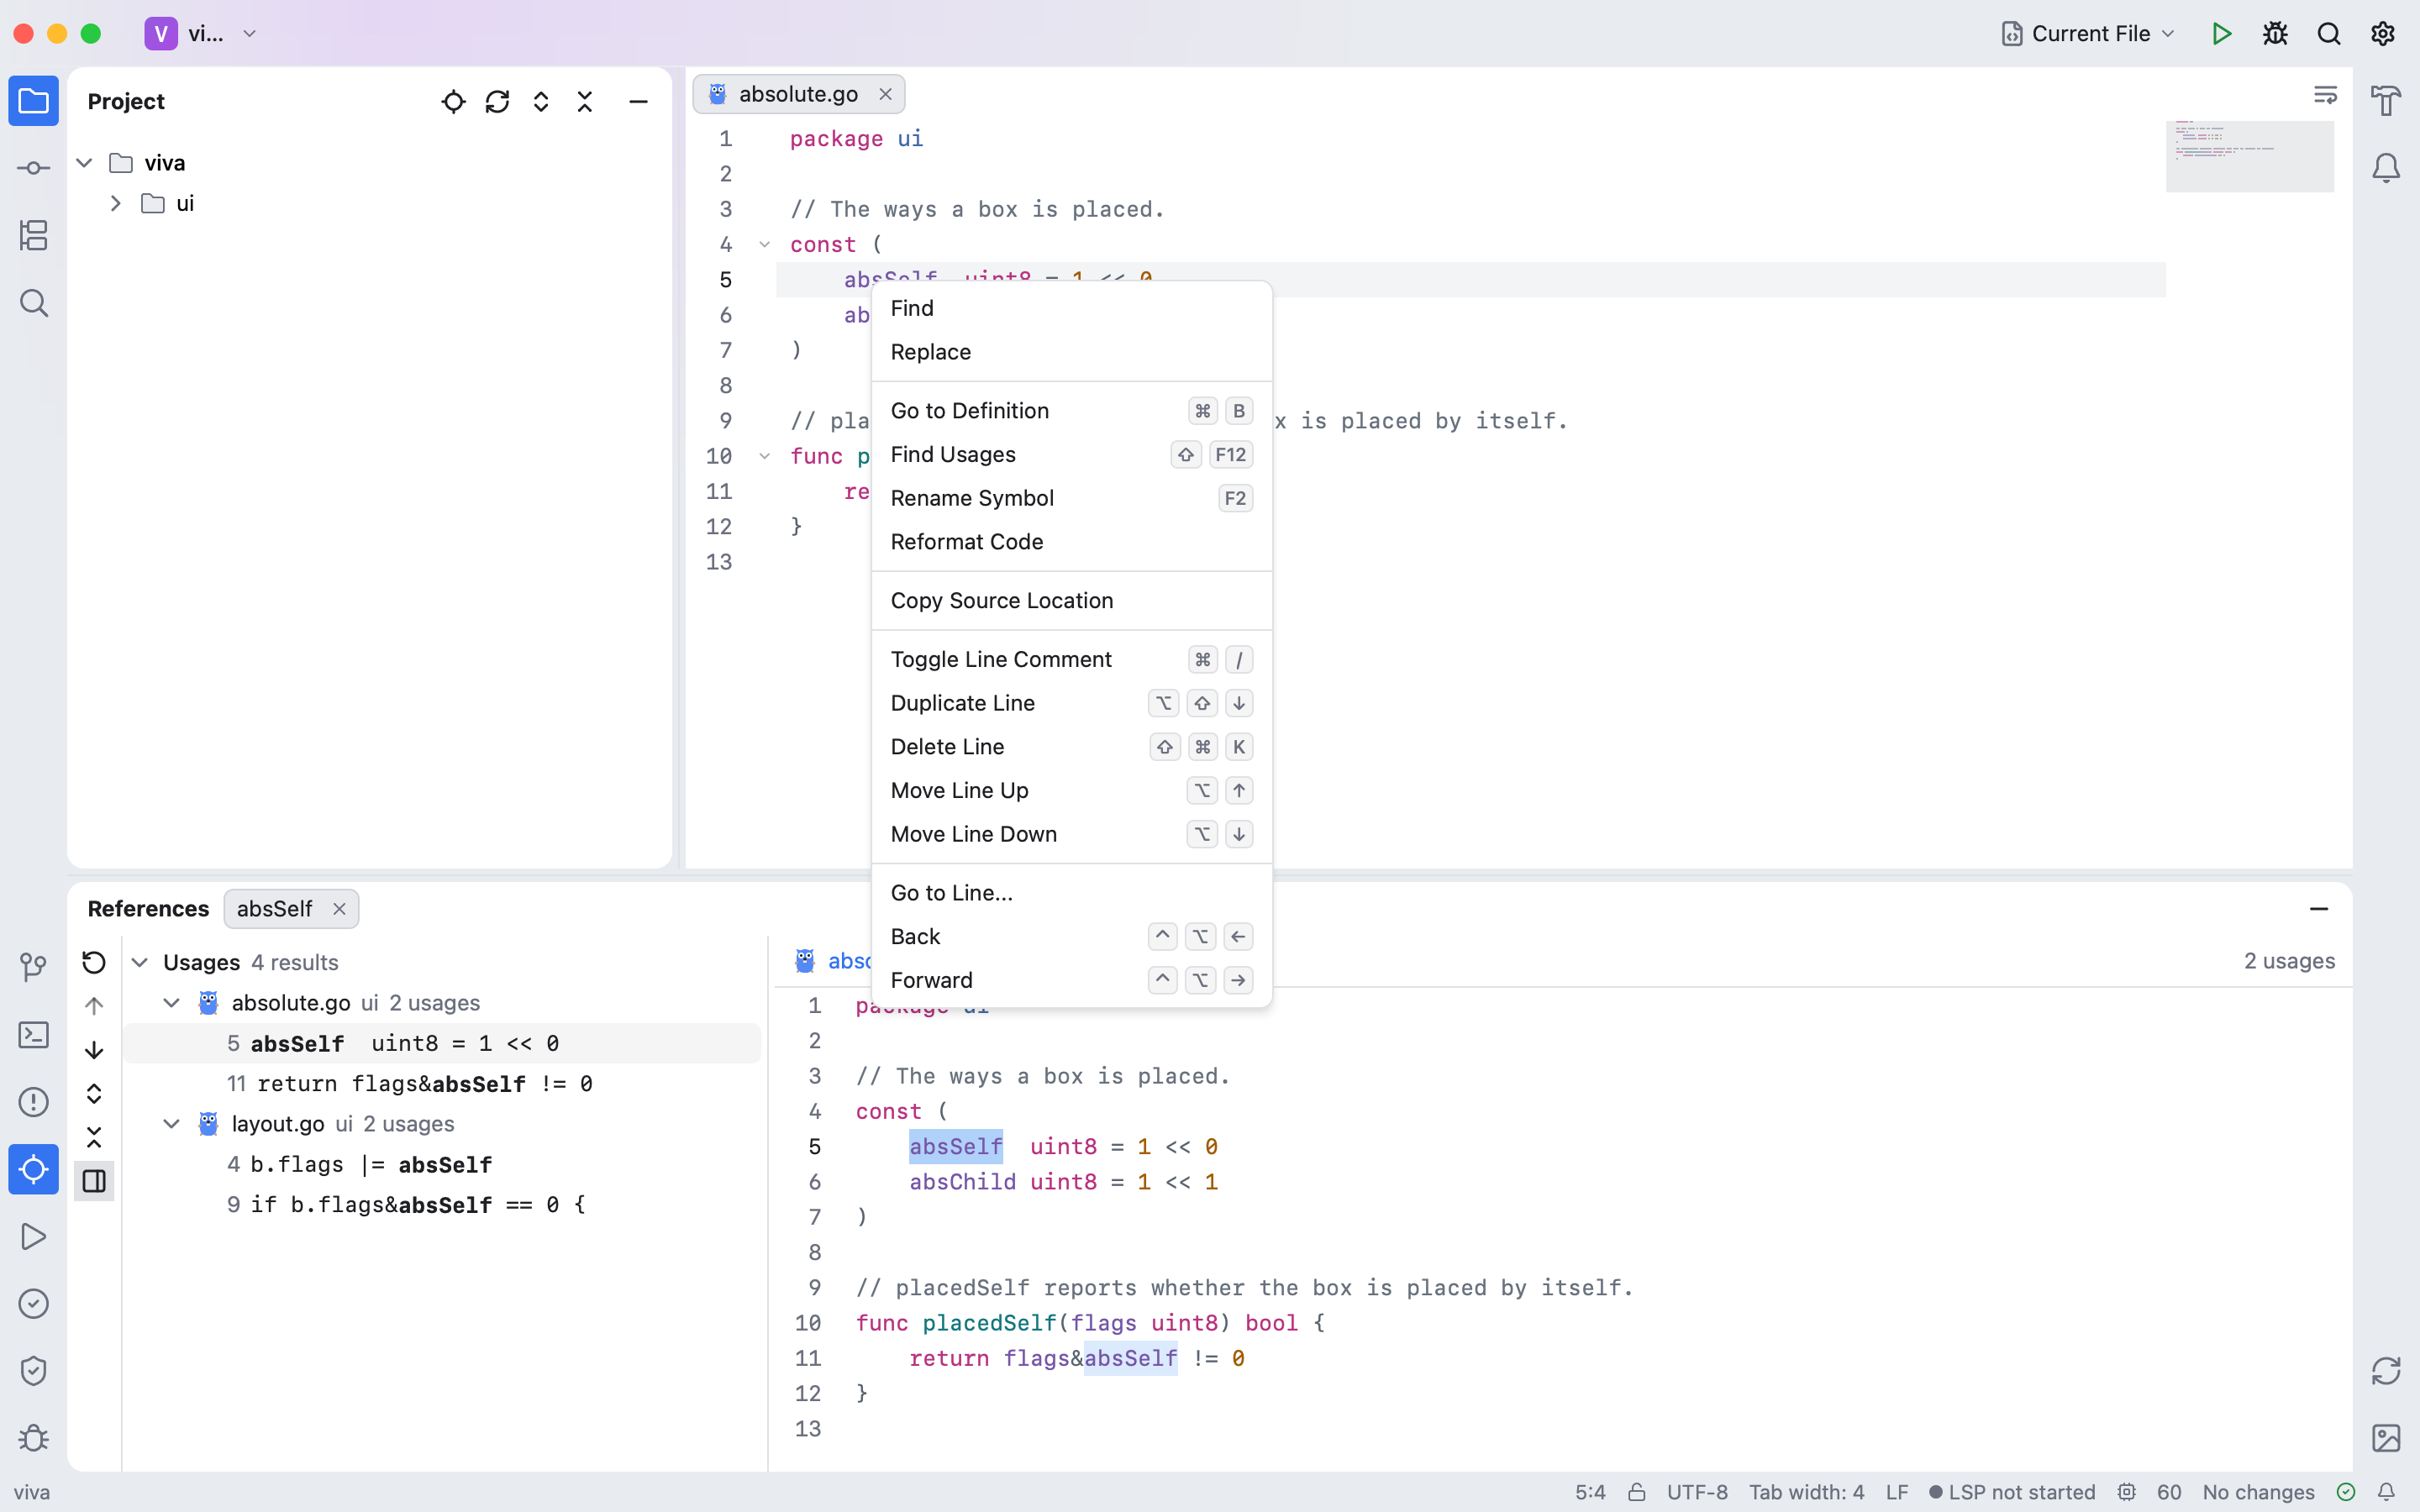 V vi...
Current File
Project
viva
ui
absolute.go
1 package ui
2
3 // The ways a box is placed.
4 const (
5 absSelf uint8 = 1 << 0
6 ab
7 )
8
9 // pla x is placed by itself.
10 func p
11 re
12 }
13
Find
Replace
Go to Definition ⌘ B
Find Usages ⇧ F12
Rename Symbol F2
Reformat Code
Copy Source Location
Toggle Line Comment ⌘ /
Duplicate Line ⌥ ⇧ ↓
Delete Line ⇧ ⌘ K
Move Line Up ⌥ ↑
Move Line Down ⌥ ↓
Go to Line...
Back ^ ⌥ ←
Forward ^ ⌥ →
References absSelf
Usages 4 results
absolute.go ui 2 usages
5 absSelf uint8 = 1 << 0
11 return flags&absSelf != 0
layout.go ui 2 usages
4 b.flags |= absSelf
9 if b.flags&absSelf == 0 {
2 usages
1 package ui
2
3 // The ways a box is placed.
4 const (
5 absSelf uint8 = 1 << 0
6 absChild uint8 = 1 << 1
7 )
8
9 // placedSelf reports whether the box is placed by itself.
10 func placedSelf(flags uint8) bool {
11 return flags&absSelf != 0
12 }
13
viva
5:4 UTF-8 Tab width: 4 LF LSP not started 60 No changes